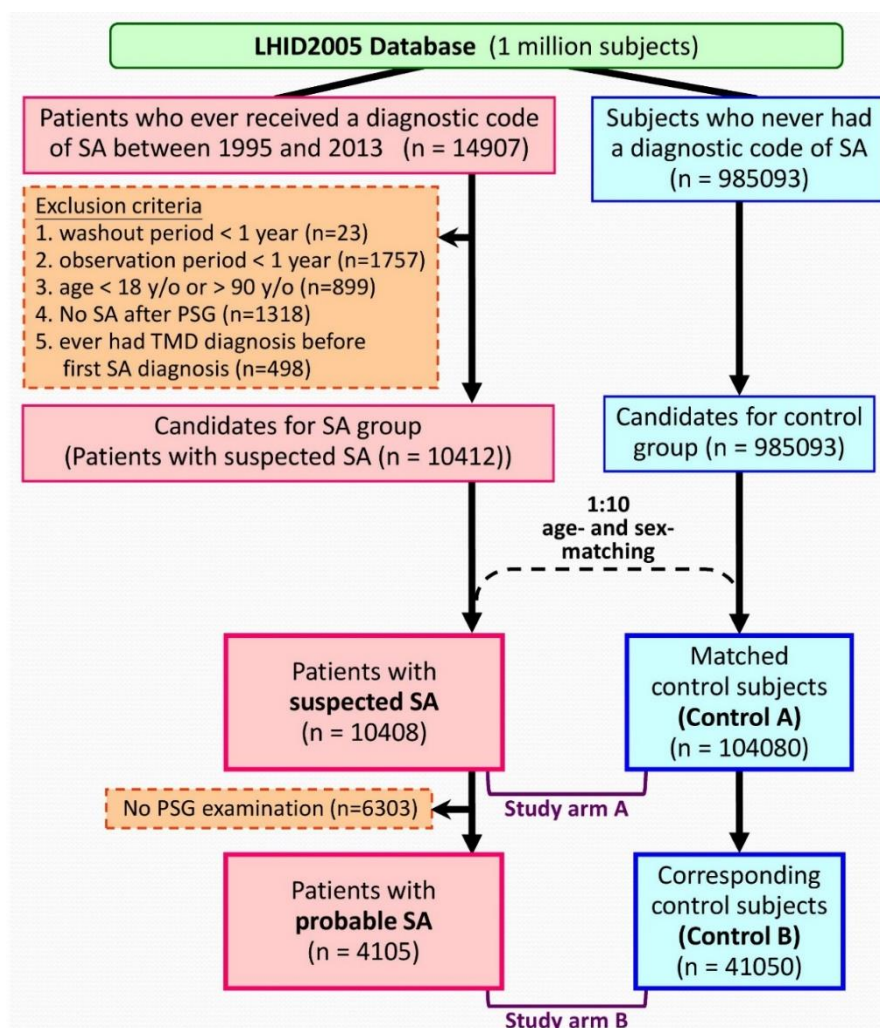 LHID2005 Database (1 million subjects)
Patients who ever received a diagnostic code
of SA between 1995 and 2013 (n = 14907)
Subjects who never had
a diagnostic code of SA
(n = 985093)
Exclusion criteria
1. washout period < 1 year (n=23)
2. observation period < 1 year (n=1757)
3. age < 18 y/o or > 90 y/o (n=899)
4. No SA after PSG (n=1318)
5. ever had TMD diagnosis before
first SA diagnosis (n=498)
Candidates for SA group
(Patients with suspected SA (n = 10412))
Candidates for control
group (n = 985093)
1:10
age- and sex-
matching
Patients with
suspected SA
(n = 10408)
Matched
control subjects
(Control A)
(n = 104080)
No PSG examination (n=6303)
Study arm A
Patients with
probable SA
(n = 4105)
Corresponding
control subjects
(Control B)
(n = 41050)
Study arm B